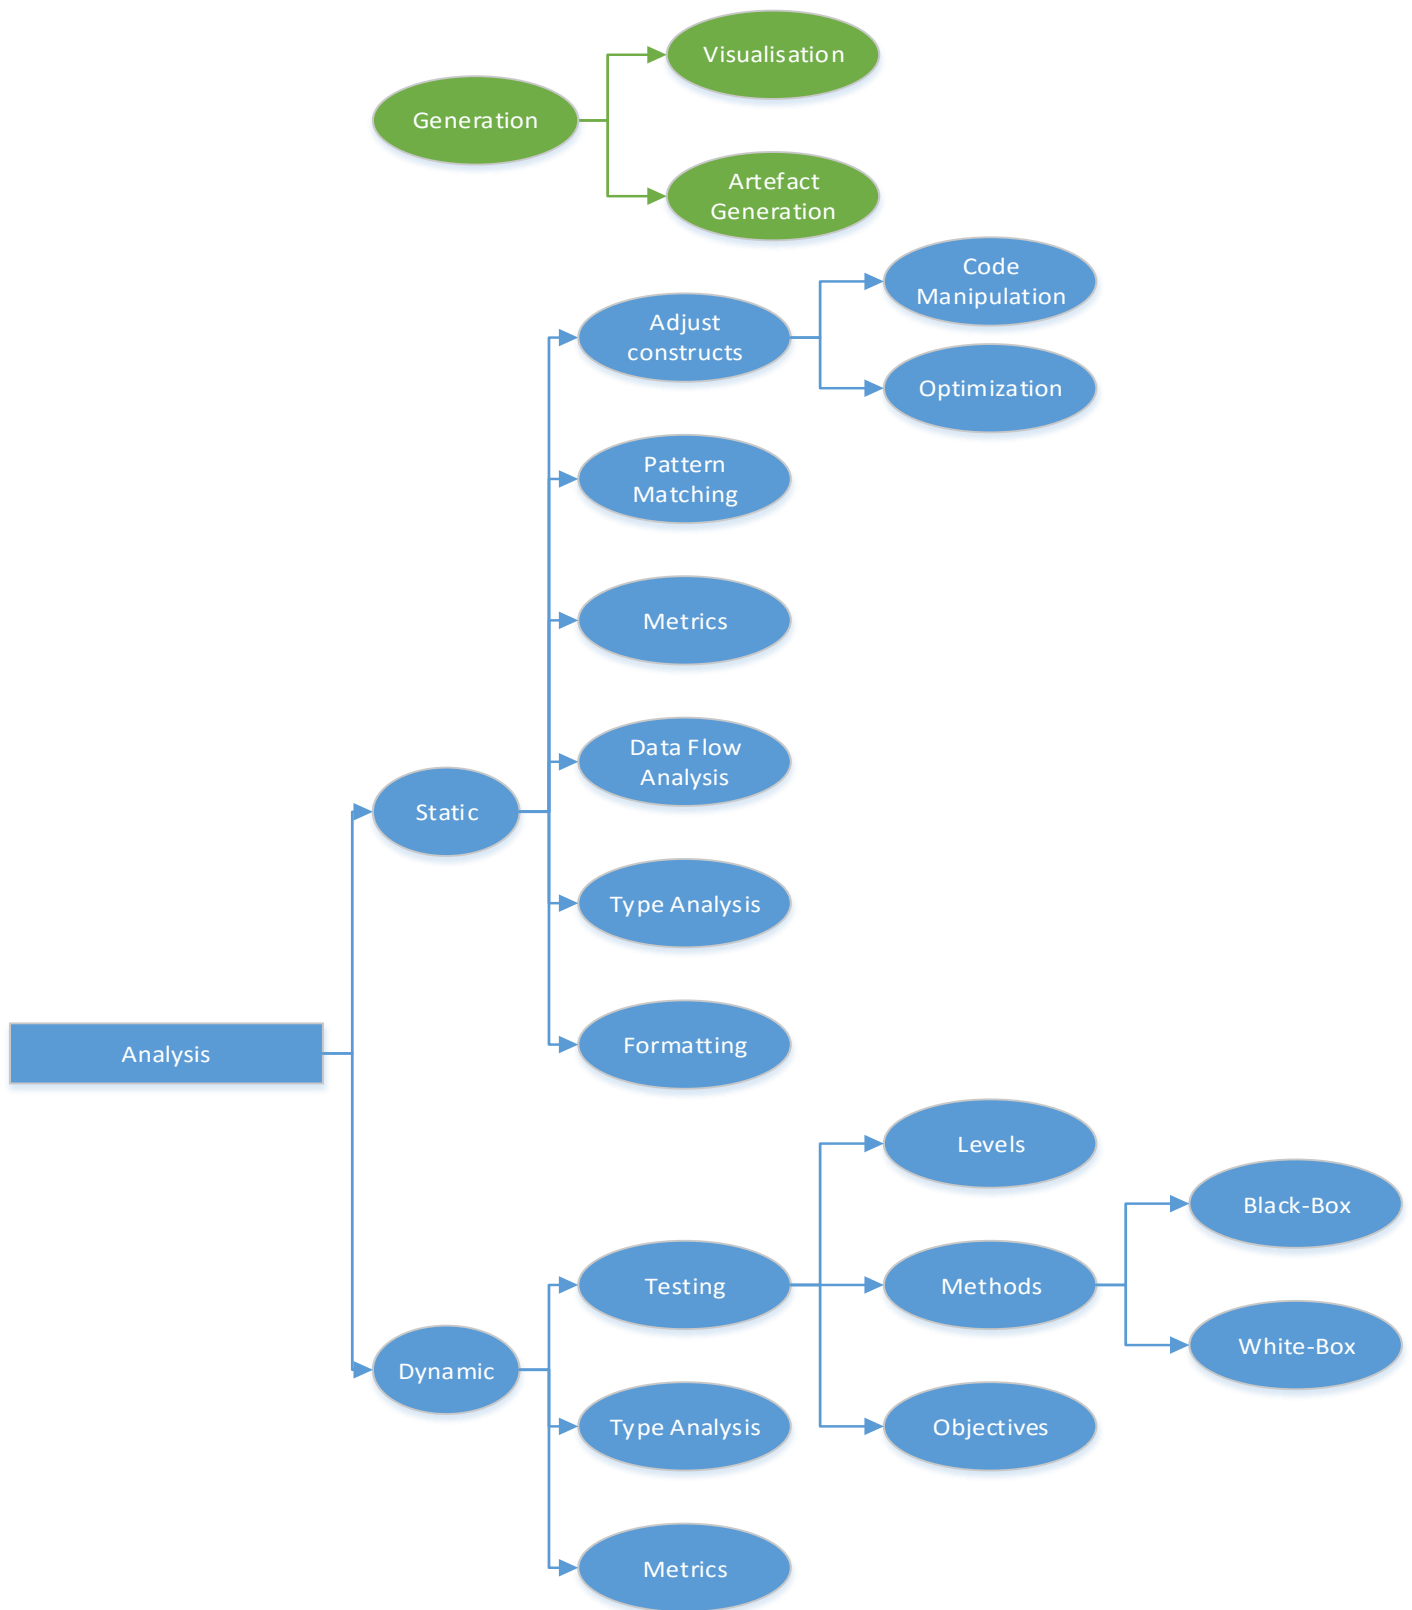 Visualisation
Generation
Artefact
Generation
Code
Manipulation
Adjust
constructs
Optimization
Pattern
Matching
Metrics
Data Flow
Analysis
Static
Type Analysis
Formatting
Analysis
Levels
Black-Box
Testing
Methods
White-Box
Dynamic
Type Analysis
Objectives
Metrics